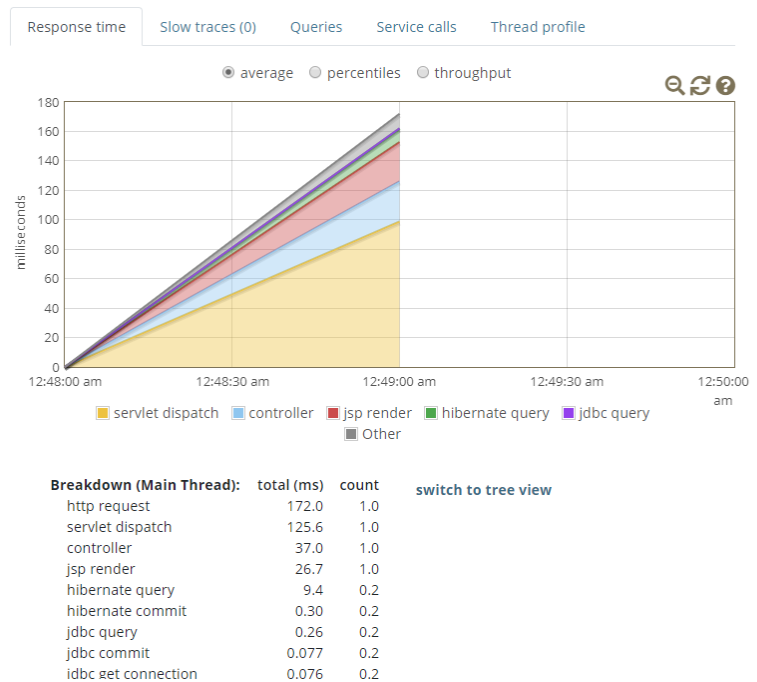 Response time Slow traces (0) Queries Service calls Thread profile
average percentiles throughput
180
160
140
120
100
80
60
40
20
0
milliseconds
12:48:00 am 12:48:30 am 12:49:00 am 12:49:30 am 12:50:00
am
servlet dispatch controller jsp render hibernate query jdbc query
Other
Breakdown (Main Thread): total (ms) count
switch to tree view
http request 172.0 1.0
servlet dispatch 125.6 1.0
controller 37.0 1.0
jsp render 26.7 1.0
hibernate query 9.4 0.2
hibernate commit 0.30 0.2
jdbc query 0.26 0.2
jdbc commit 0.077 0.2
jdbc get connection 0.076 0.2